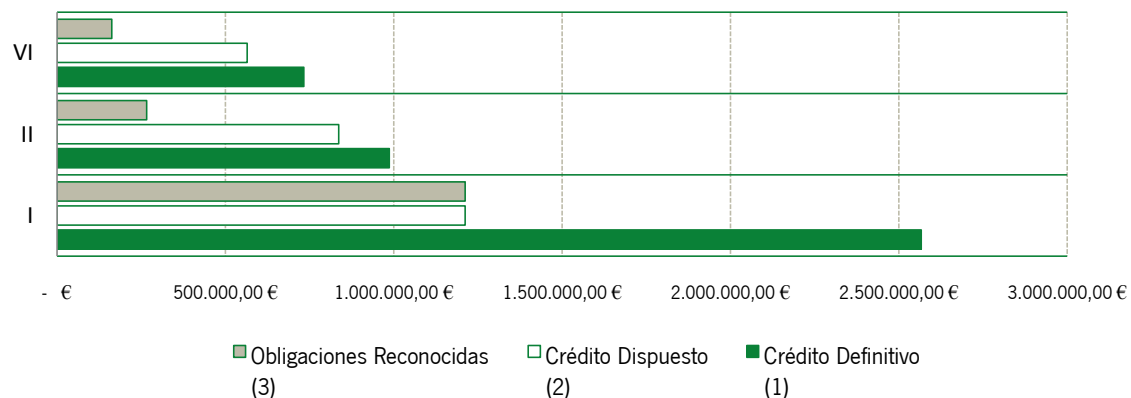 VI
II
I
- €
500.000,00 €
1.000.000,00 €
1.500.000,00 €
2.000.000,00 €
2.500.000,00 €
3.000.000,00 €
Obligaciones Reconocidas
(3)
Crédito Dispuesto
(2)
Crédito Definitivo
(1)